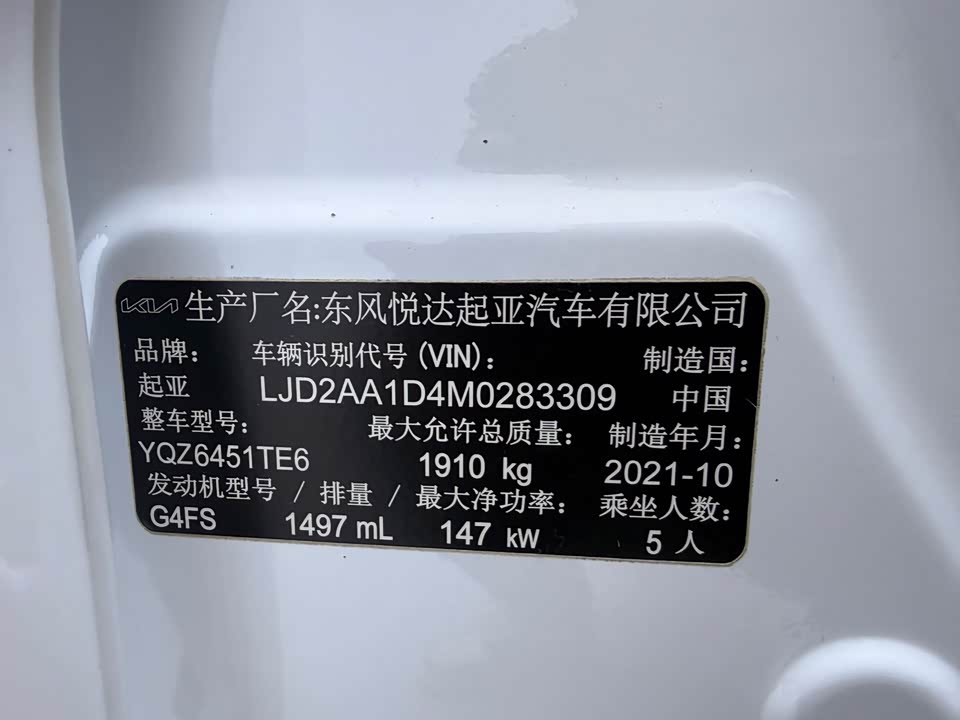 KIA 生产厂名:东风悦达起亚汽车有限公司
品牌: 车辆识别代号(VIN): 制造国:
起亚 LJD2AA1D4M0283309 中国
整车型号: 最大允许总质量: 制造年月:
YQZ6451TE6 1910 kg 2021-10
发动机型号 / 排量 / 最大净功率: 乘坐人数:
G4FS 1497 mL 147 kW 5 人